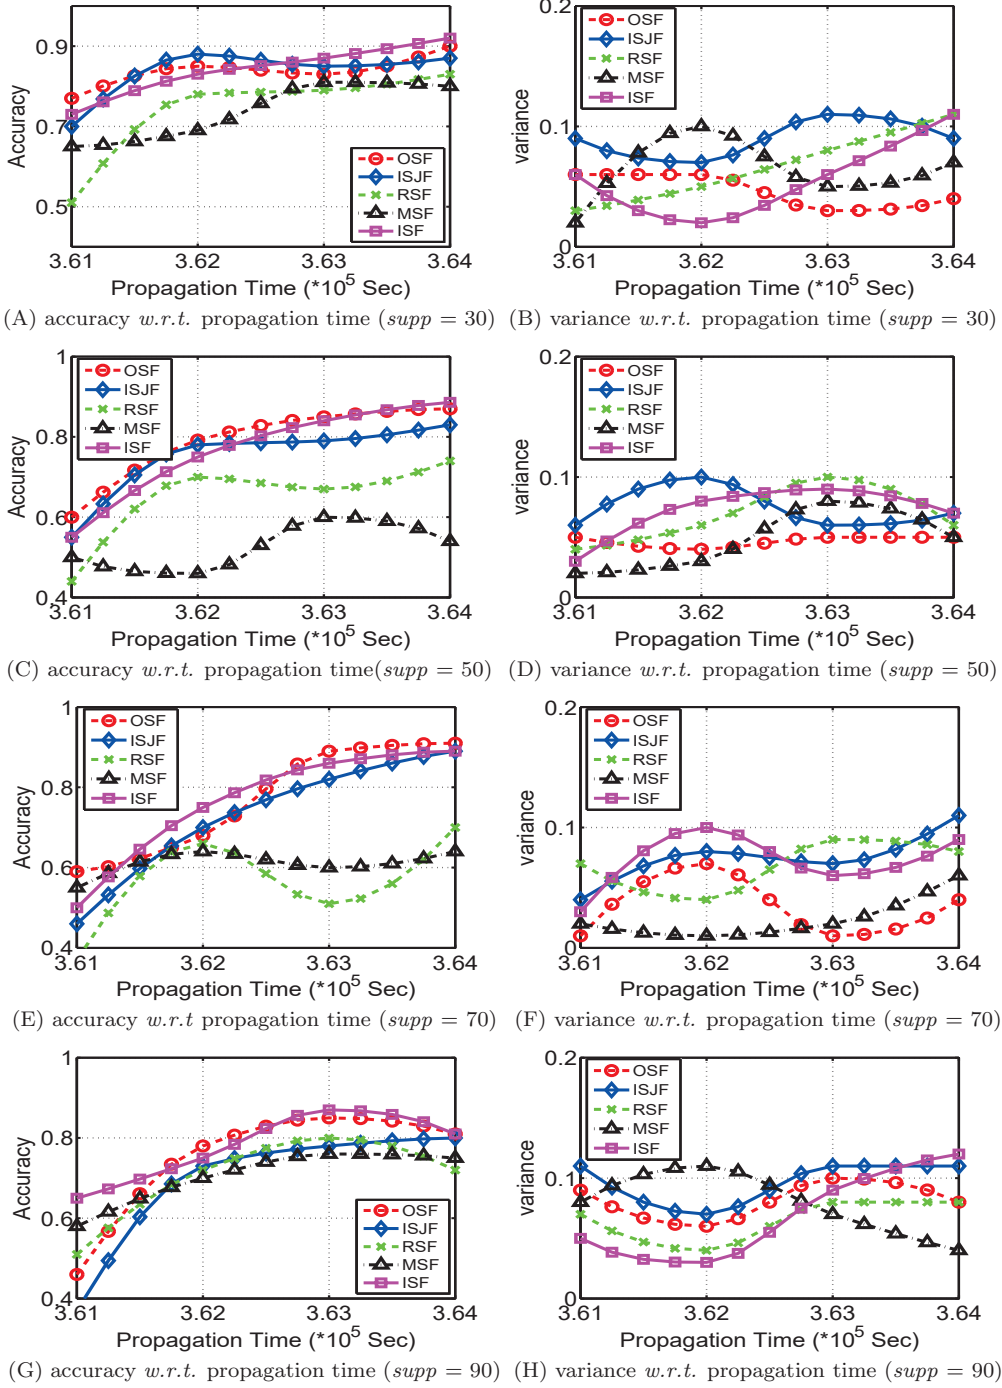 0.9
0.7
0.5
Accuracy
OSF
ISJF
RSF
MSF
ISF
3.61 3.62 3.63 3.64
Propagation Time (*10^5 Sec)
(A) accuracy w.r.t. propagation time (supp = 30)
0.2
0.1
0
variance
OSF
ISJF
RSF
MSF
ISF
3.61 3.62 3.63 3.64
Propagation Time (*10^5 Sec)
(B) variance w.r.t. propagation time (supp = 30)
1
0.8
0.6
0.4
Accuracy
OSF
ISJF
RSF
MSF
ISF
3.61 3.62 3.63 3.64
Propagation Time (*10^5 Sec)
(C) accuracy w.r.t. propagation time(supp = 50)
0.2
0.1
0
variance
OSF
ISJF
RSF
MSF
ISF
3.61 3.62 3.63 3.64
Propagation Time (*10^5 Sec)
(D) variance w.r.t. propagation time (supp = 50)
1
0.8
0.6
0.4
Accuracy
OSF
ISJF
RSF
MSF
ISF
3.61 3.62 3.63 3.64
Propagation Time (*10^5 Sec)
(E) accuracy w.r.t propagation time (supp = 70)
0.2
0.1
0
variance
OSF
ISJF
RSF
MSF
ISF
3.61 3.62 3.63 3.64
Propagation Time (*10^5 Sec)
(F) variance w.r.t. propagation time (supp = 70)
1
0.8
0.6
0.4
Accuracy
OSF
ISJF
RSF
MSF
ISF
3.61 3.62 3.63 3.64
Propagation Time (*10^5 Sec)
(G) accuracy w.r.t. propagation time (supp = 90)
0.2
0.1
0
variance
OSF
ISJF
RSF
MSF
ISF
3.61 3.62 3.63 3.64
Propagation Time (*10^5 Sec)
(H) variance w.r.t. propagation time (supp = 90)